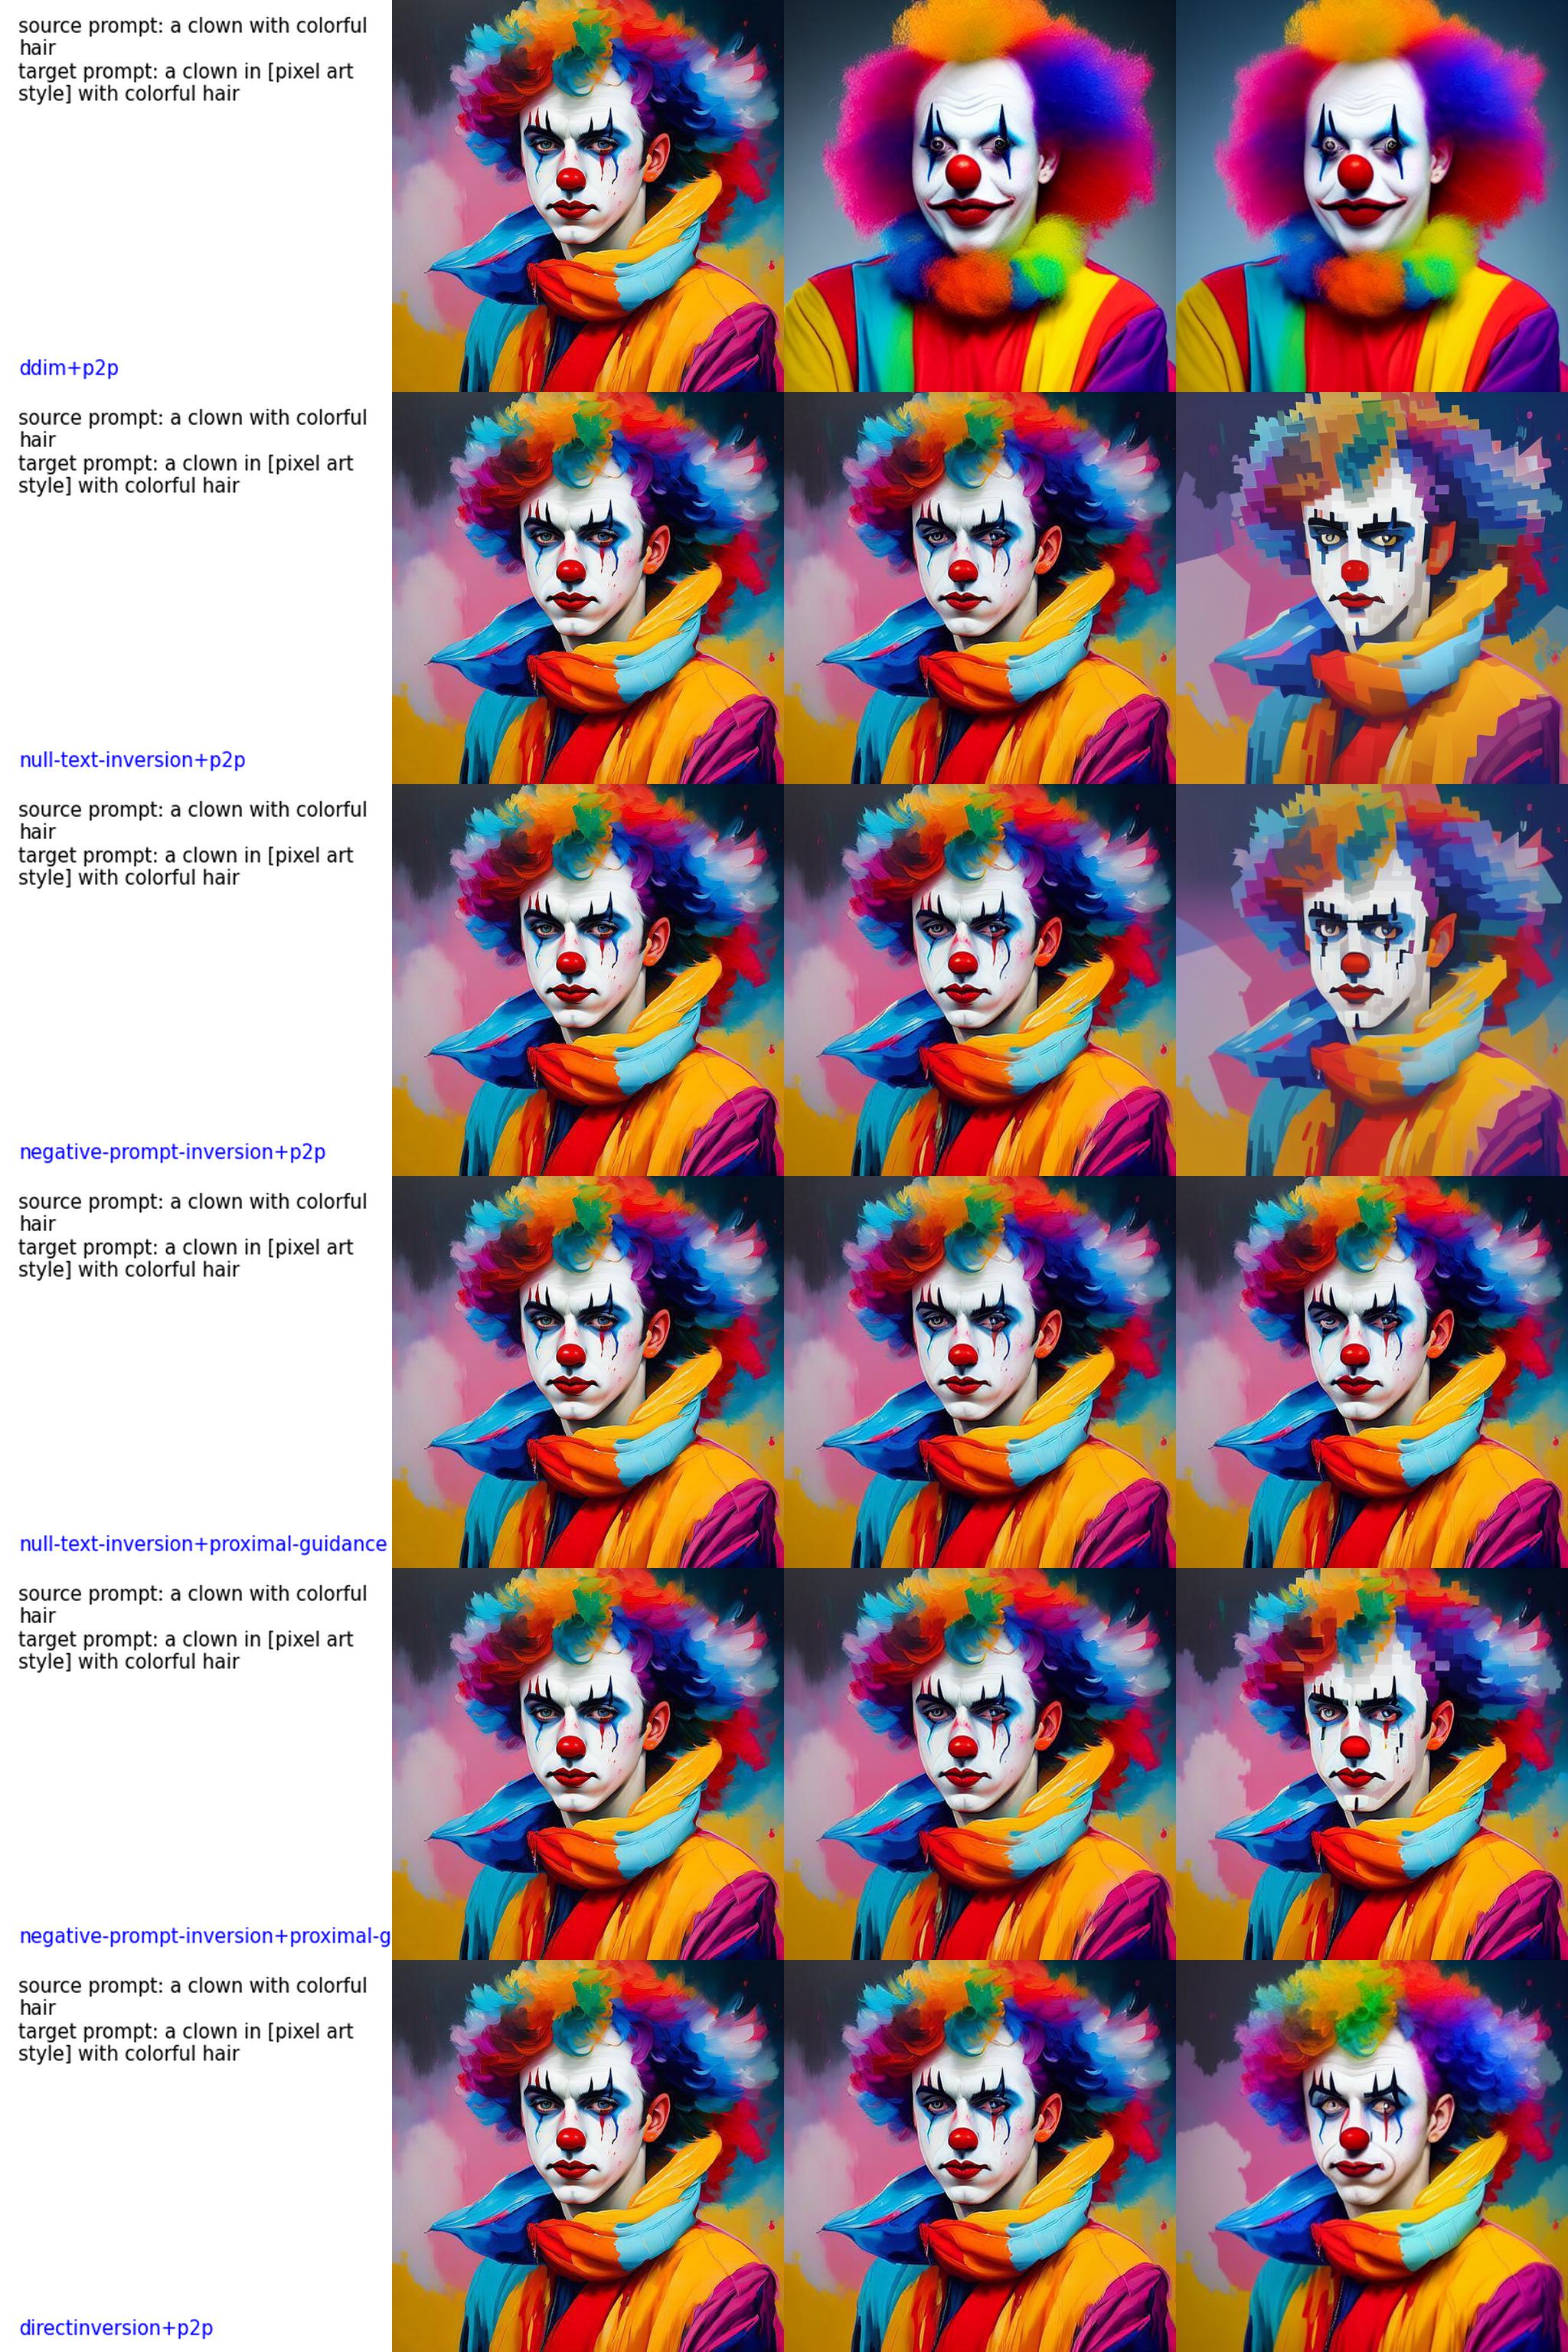 source prompt: a clown with colorful
hair
target prompt: a clown in [pixel art
style] with colorful hair
ddim+p2p
source prompt: a clown with colorful
hair
target prompt: a clown in [pixel art
style] with colorful hair
null-text-inversion+p2p
source prompt: a clown with colorful
hair
target prompt: a clown in [pixel art
style] with colorful hair
negative-prompt-inversion+p2p
source prompt: a clown with colorful
hair
target prompt: a clown in [pixel art
style] with colorful hair
null-text-inversion+proximal-guidance
source prompt: a clown with colorful
hair
target prompt: a clown in [pixel art
style] with colorful hair
negative-prompt-inversion+proximal-g
source prompt: a clown with colorful
hair
target prompt: a clown in [pixel art
style] with colorful hair
directinversion+p2p